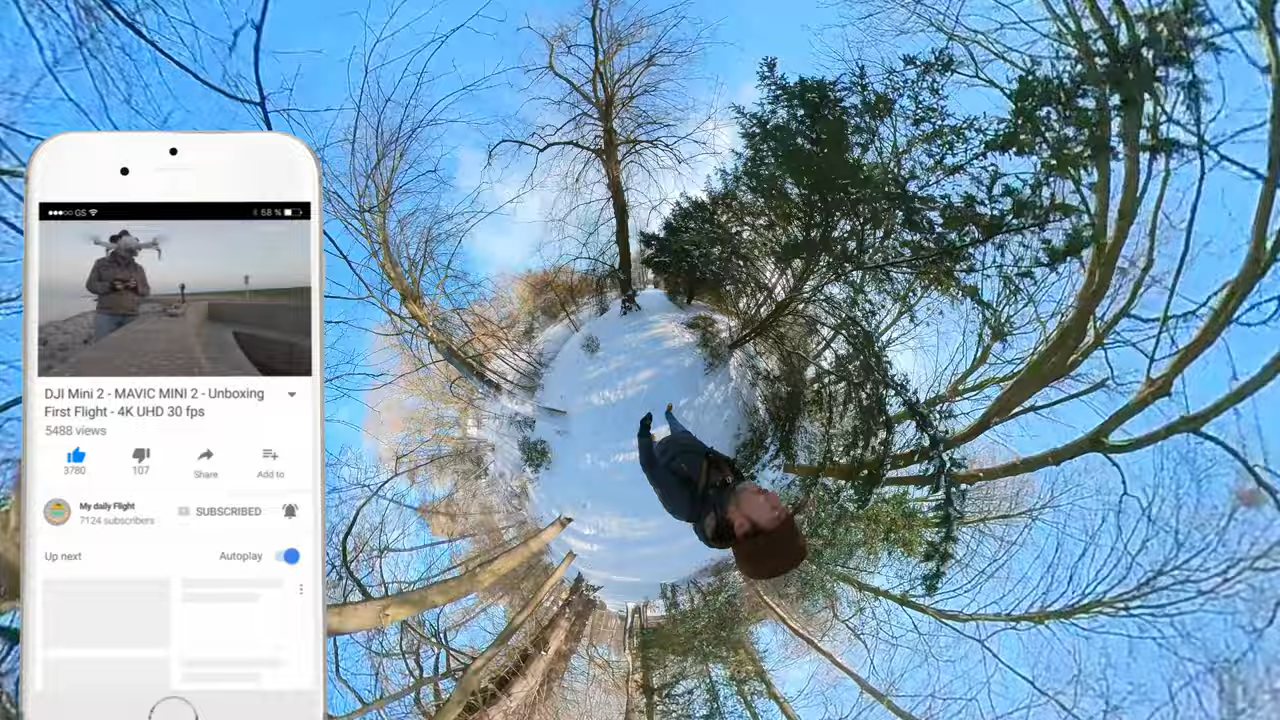 GS 58 %
DJI Mini 2 - MAVIC MINI 2 - Unboxing
First Flight - 4K UHD 30 fps
5488 views
3780 107 Share Add to
My daily Flight
7124 subscribers
SUBSCRIBED
Up next Autoplay